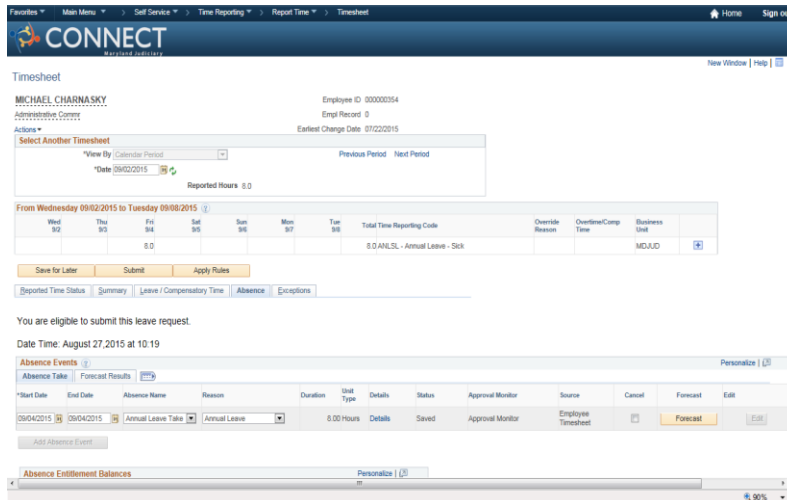 Favorites Main Menu > Self Service > Time Reporting > Report Time > Timesheet Home Sign ou
CONNECT
Maryland Judiciary
New Window | Help |
Timesheet
MICHAEL CHARNASKY Employee ID 000000354
Administrative Commr Empl Record 0
Actions Earliest Change Date 07/22/2015
Select Another Timesheet
*View By Calendar Period Previous Period Next Period
*Date 09/02/2015
Reported Hours 8.0
From Wednesday 09/02/2015 to Tuesday 09/08/2015
Wed 9/2 Thu 9/3 Fri 9/4 Sat 9/5 Sun 9/6 Mon 9/7 Tue 9/8 Total Time Reporting Code Override Reason Overtime/Comp Time Business Unit
8.0 8.0 ANLSL - Annual Leave - Sick MDJUD
Save for Later Submit Apply Rules
Reported Time Status Summary Leave / Compensatory Time Absence Exceptions
You are eligible to submit this leave request.
Date Time: August 27,2015 at 10:19
Absence Events Personalize |
Absence Take Forecast Results
*Start Date End Date Absence Name Reason Duration Unit Type Details Status Approval Monitor Source Cancel Forecast Edit
09/04/2015 09/04/2015 Annual Leave Take Annual Leave 8.00 Hours Details Saved Approval Monitor Employee Timesheet Forecast Edit
Add Absence Event
Absence Entitlement Balances Personalize |
90%